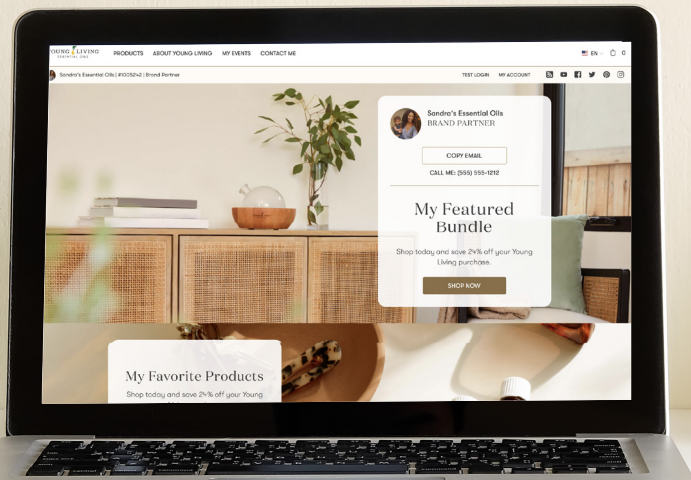 YOUNG LIVING
ESSENTIAL OILS
PRODUCTS ABOUT YOUNG LIVING MY EVENTS CONTACT ME
EN 0
Sandra's Essential Oils | #1005242 | Brand Partner
TEST LOGIN MY ACCOUNT
Sandra's Essential Oils
BRAND PARTNER
COPY EMAIL
CALL ME: (555) 555-1212
My Featured
Bundle
Shop today and save 24% off your Young
Living purchase.
SHOP NOW
My Favorite Products
Shop today and save 24% off your Young